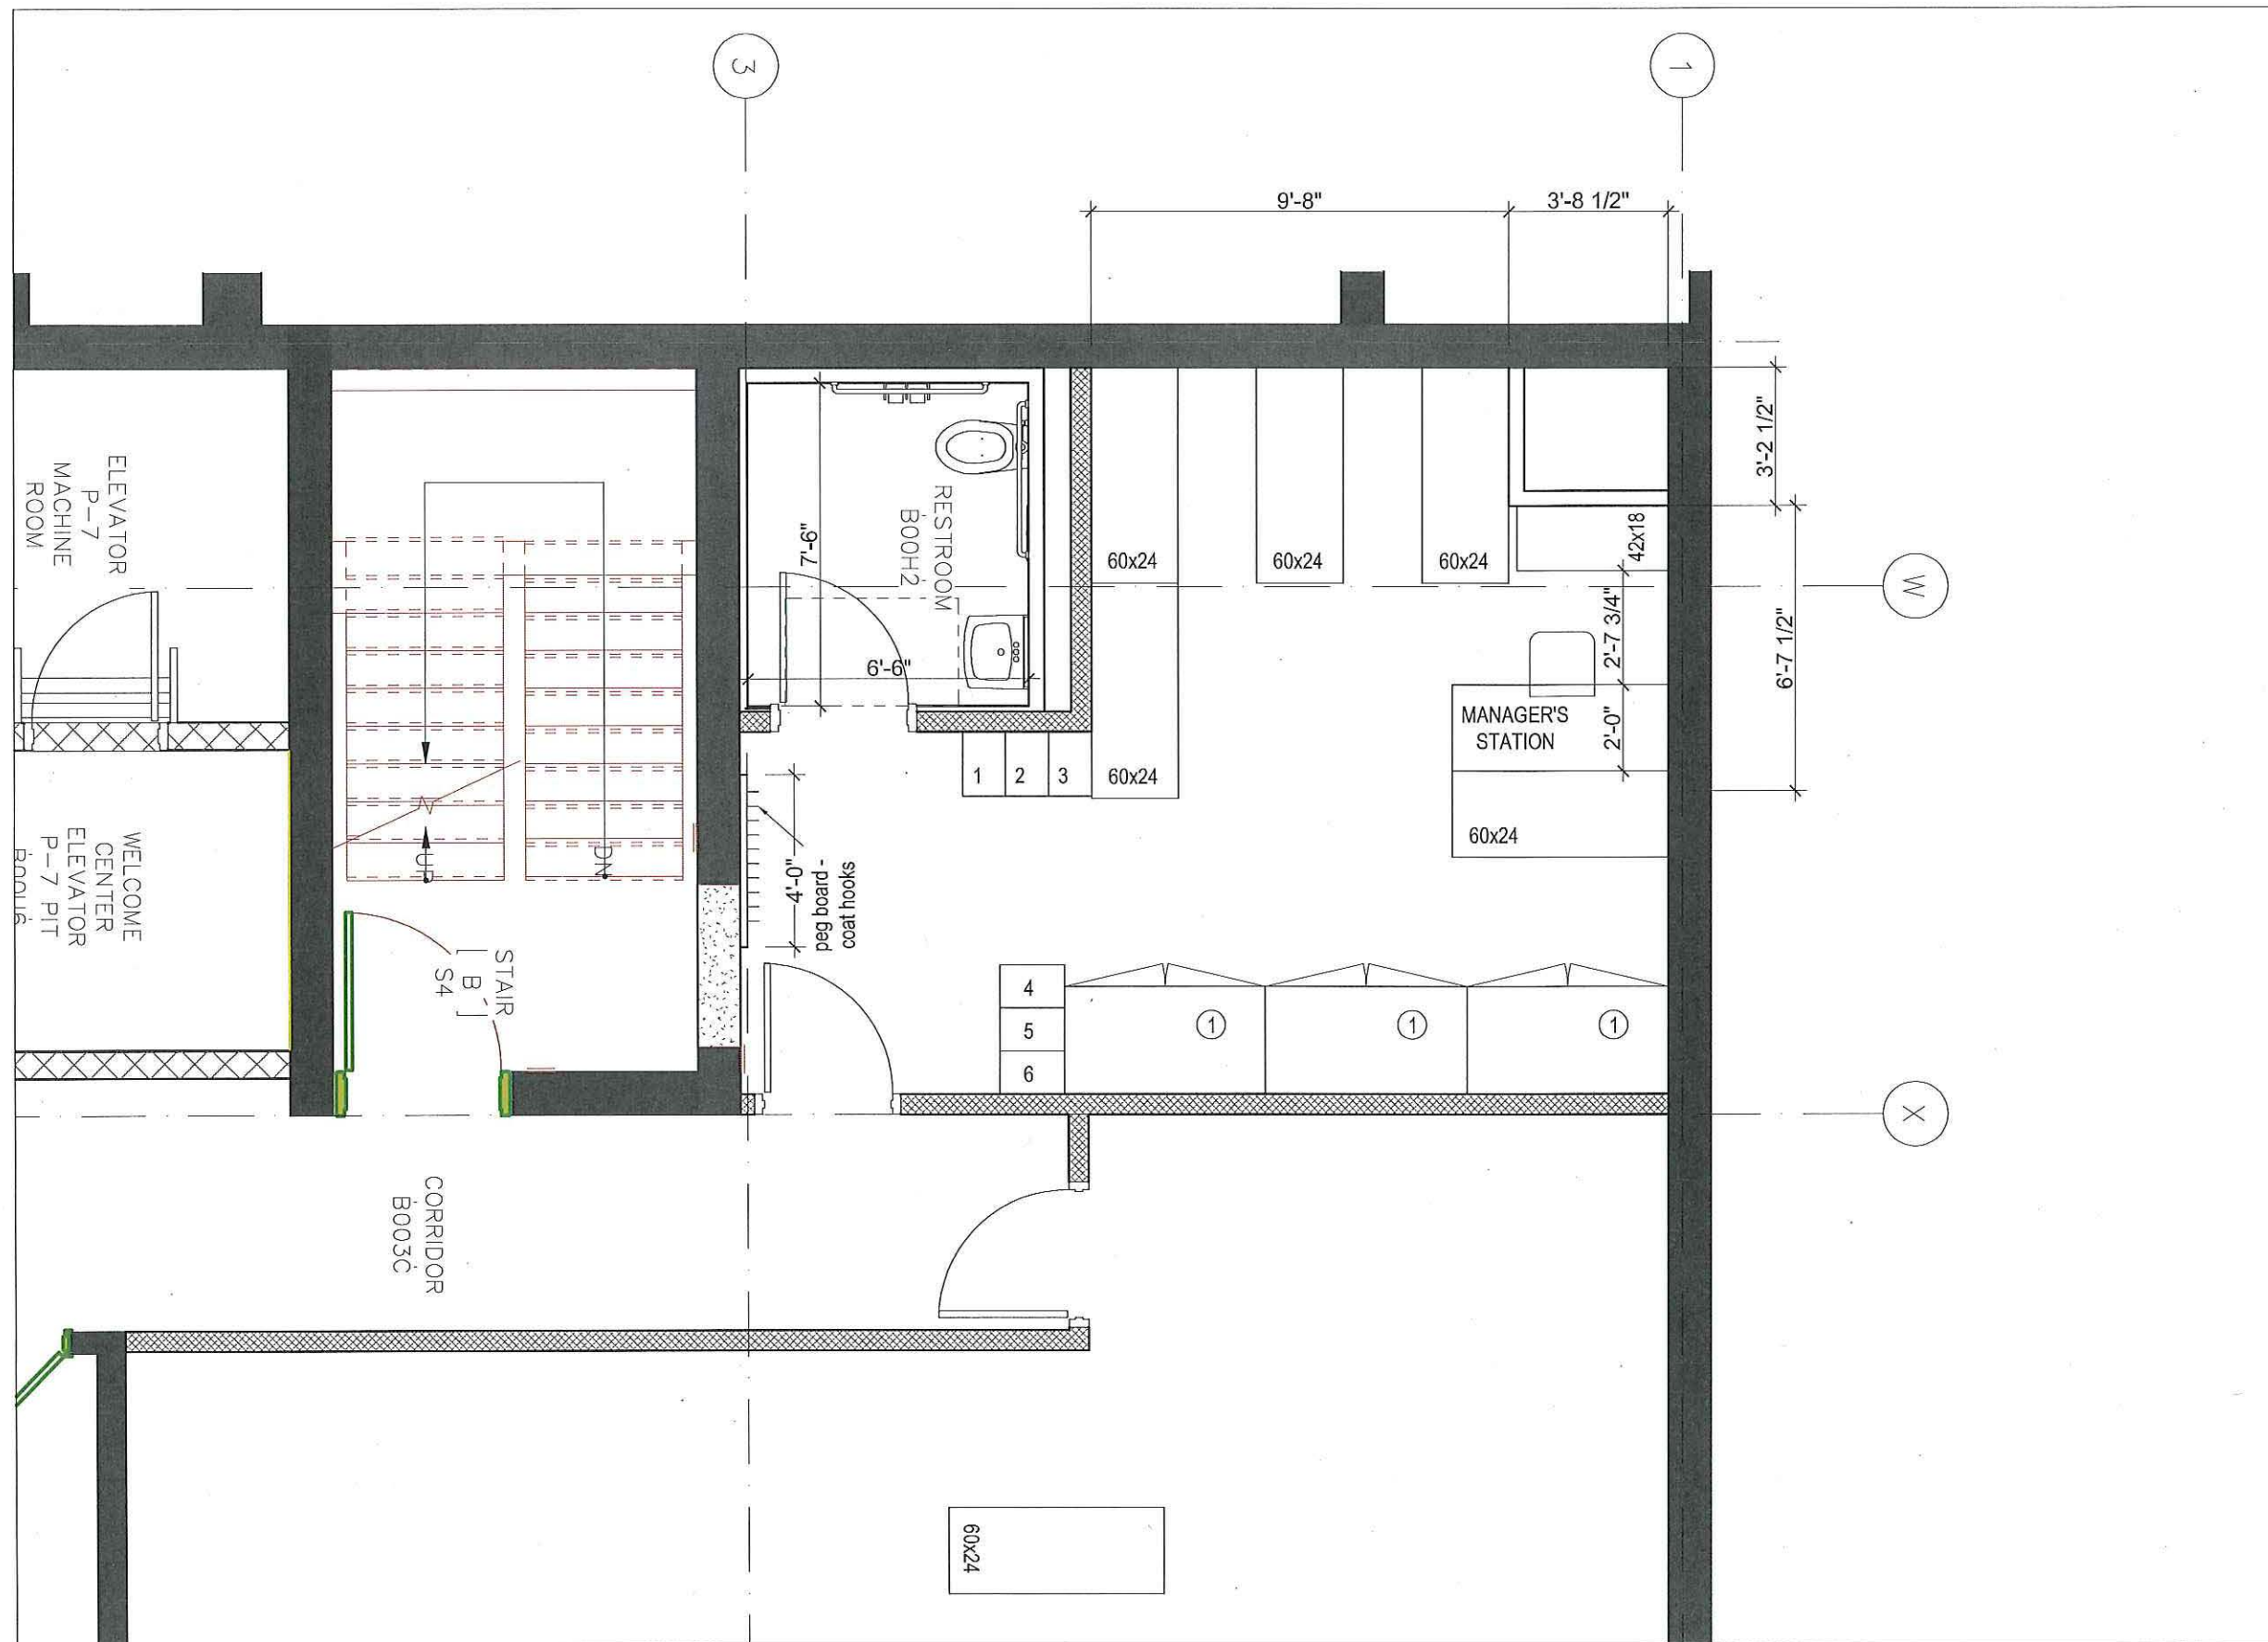 3
1
9'-8"
3'-8 1/2"
3'-2 1/2"
6'-7 1/2"
W
X
ELEVATOR
P-7
MACHINE
ROOM
WELCOME
CENTER
ELEVATOR
P-7 PIT
UP
DN
STAIR
[ B ]
S4
RESTROOM
B00H2
7'-6"
6'-6"
60x24
60x24
60x24
42x18
2'-7 3/4"
2'-0"
MANAGER'S
STATION
60x24
1
2
3
60x24
4'-0"
peg board -
coat hooks
4
5
6
1
1
1
CORRIDOR
B003C
60x24